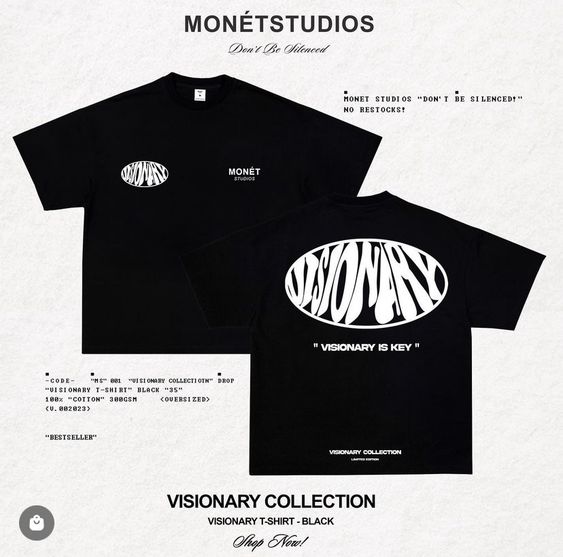 MONÉTSTUDIOS
Don't Be Silenced
MONET STUDIOS "DON'T BE SILENCED!"
NO RESTOCKS!
VISIONARY
MONÉT
STUDIOS
VISIONARY
" VISIONARY IS KEY "
VISIONARY COLLECTION
LIMITED EDITION
-CODE- "MS" 001 "VISIONARY COLLECTIOTN" DROP
"VISIONARY T-SHIRT" BLACK "35"
100% "COTTON" 300GSM (OVERSIZED)
(V.002023)
"BESTSELLER"
VISIONARY COLLECTION
VISIONARY T-SHIRT - BLACK
Shop Now!